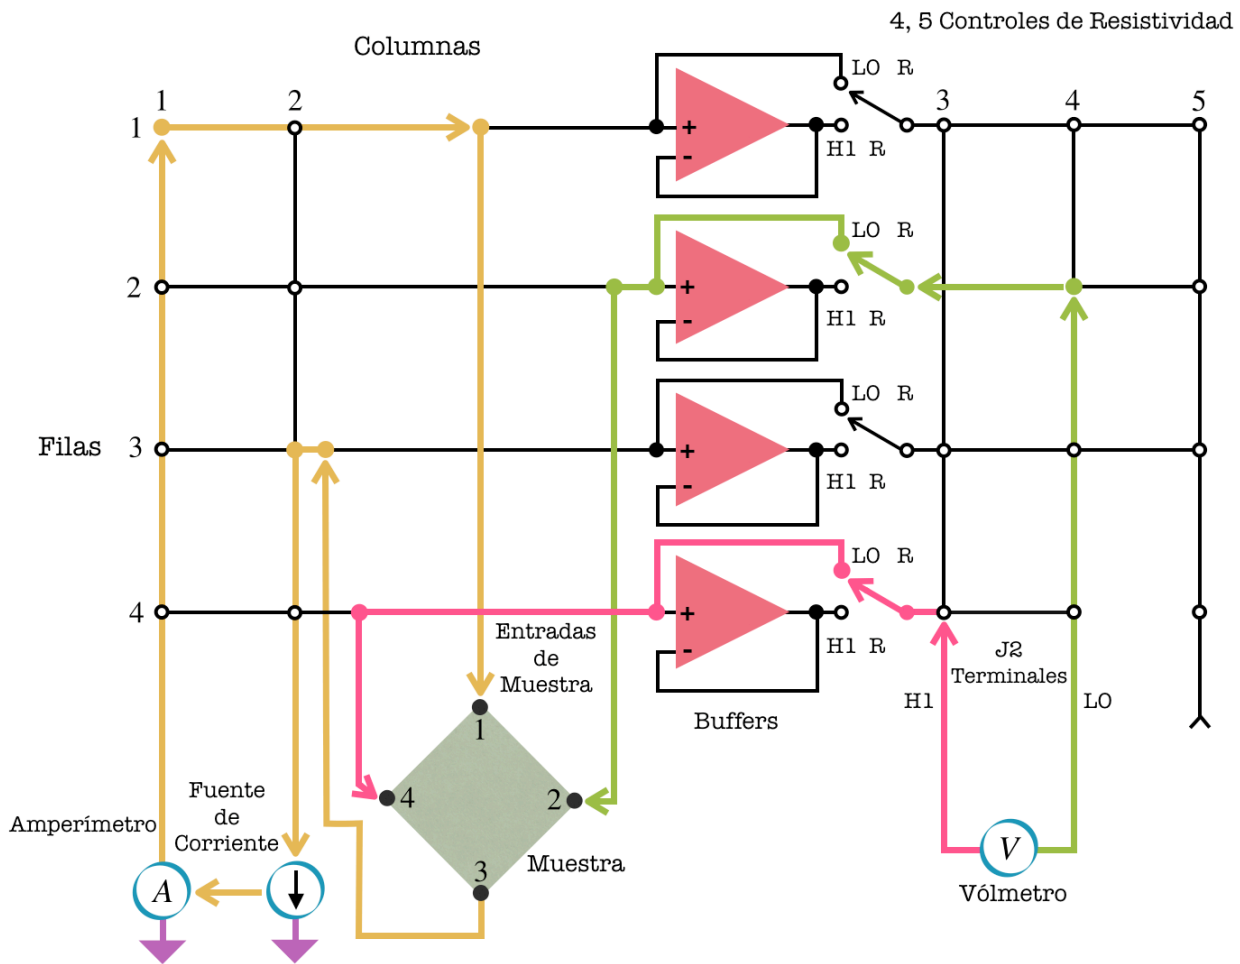 4, 5 Controles de Resistividad
Columnas
LO R
1
2
3
4
5
1
+
-
H1 R
LO R
2
+
-
H1 R
LO R
Filas
3
+
-
H1 R
LO R
4
+
-
H1 R
Entradas
de
Muestra
J2
Terminales
H1
LO
Buffers
1
4
2
3
Muestra
Fuente
de
Corriente
Amperímetro
A
V
Vólmetro